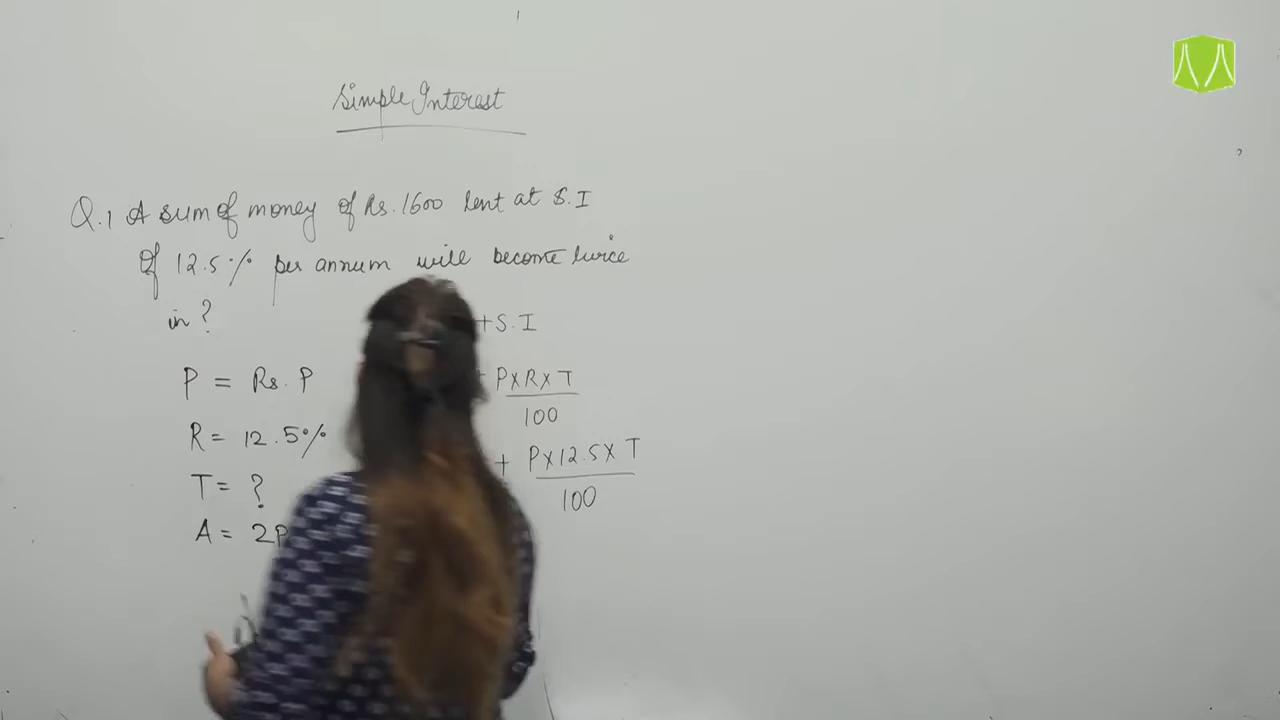 Simple Interest
Q.1 A sum of money of Rs. 1600 lent at S.I
of 12.5% per annum will become twice
in ?
+ S.I
P = Rs. P
P×R×T
100
R = 12.5%
+ P×12.5×T
100
T = ?
A = 2P